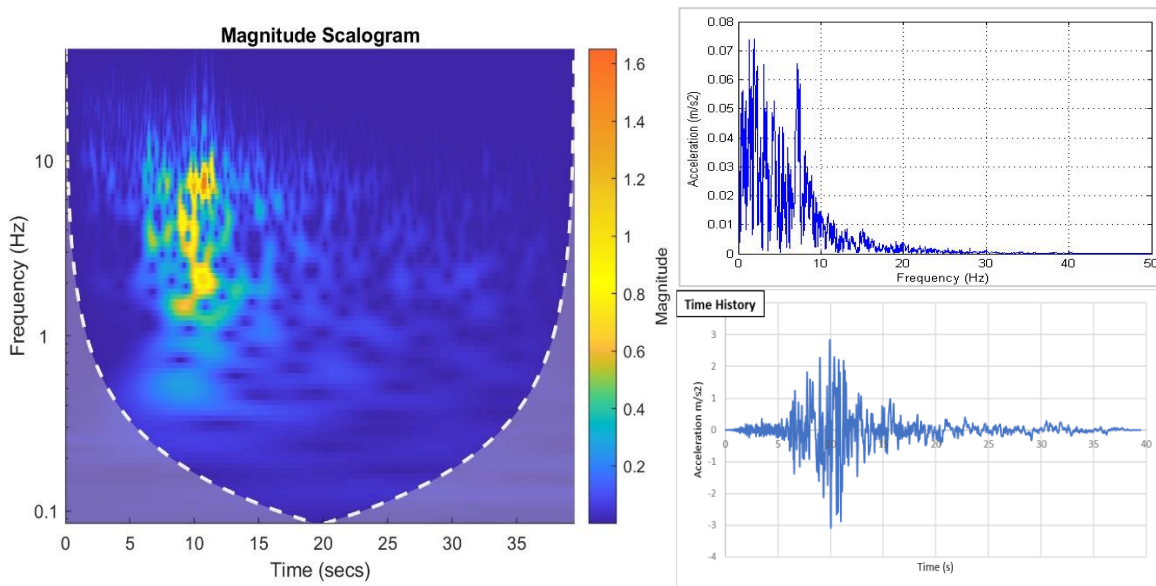 Magnitude Scalogram
Frequency (Hz)
10
1
0.1
0 5 10 15 20 25 30 35
Time (secs)
1.6
1.4
1.2
1
0.8
0.6
0.4
0.2
Magnitude
0.08
0.07
0.06
0.05
0.04
0.03
0.02
0.01
0
Acceleration (m/s2)
0 10 20 30 40 50
Frequency (Hz)
Time History
4
3
2
1
0
-1
-2
-3
-4
Acceleration m/s2)
0 5 10 15 20 25 30 35 40
Time (s)